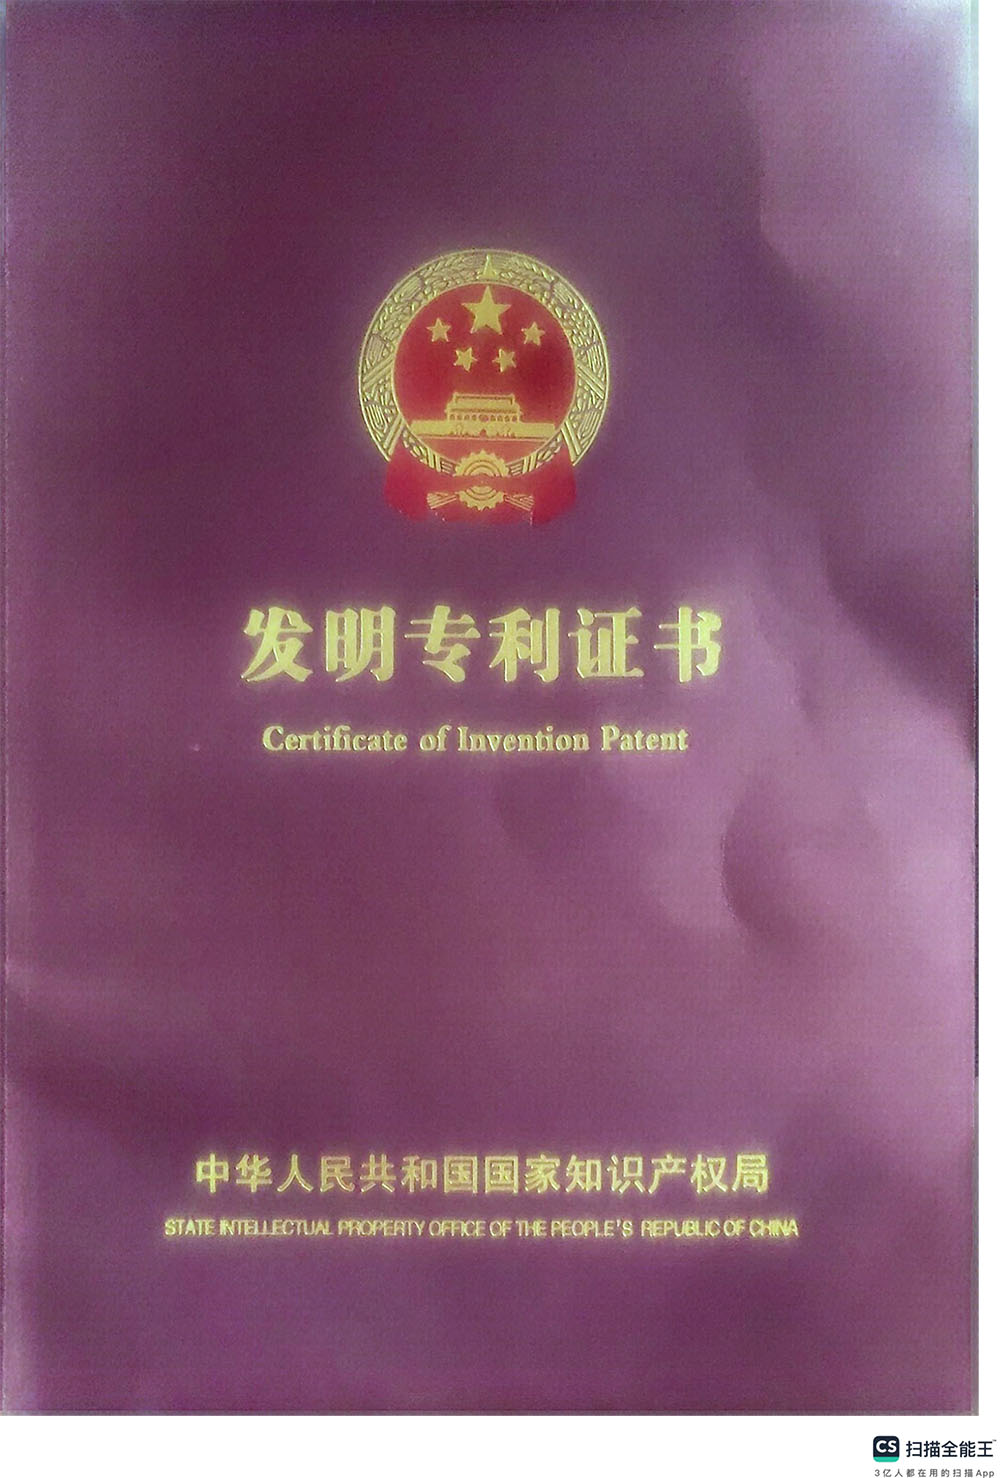 发明专利证书
Certificate of Invention Patent
中华人民共和国国家知识产权局
STATE INTELLECTUAL PROPERTY OFFICE OF THE PEOPLE'S REPUBLIC OF CHINA
CS 扫描全能王™
3亿人都在用的扫描App